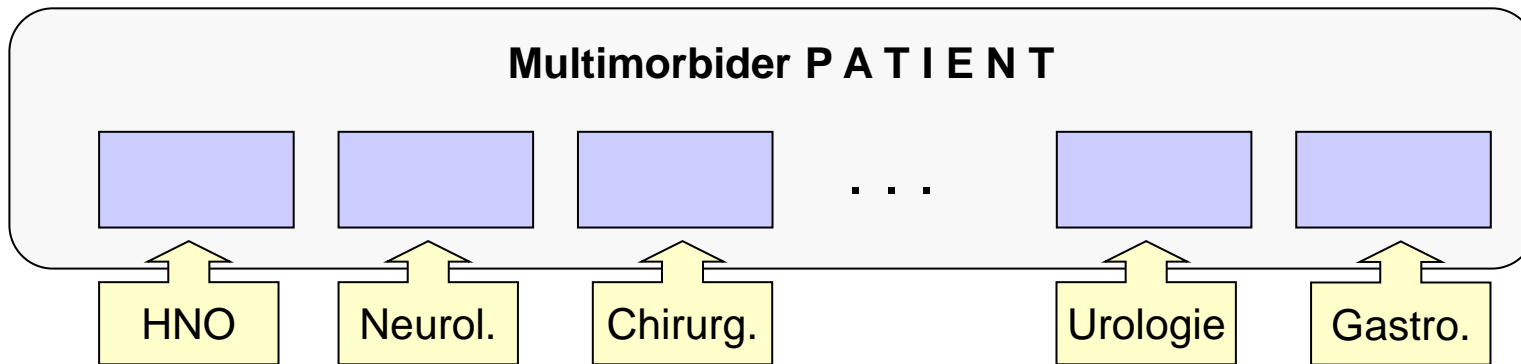 Multimorbider P A T I E N T
. . .
HNO Neurol. Chirurg. Urologie Gastro.